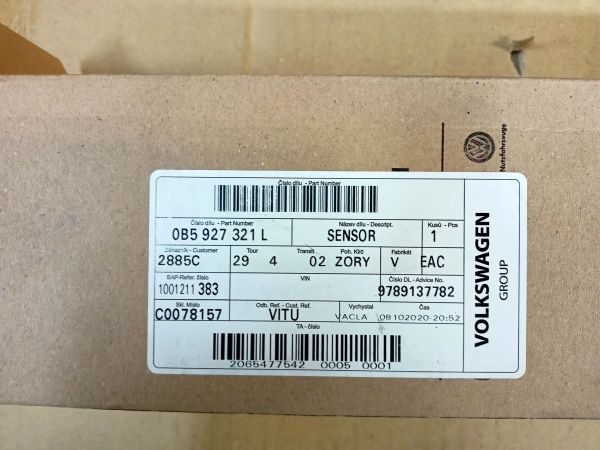 Číslo dílu - Part Number
Číslo dílu - Part Number Název dílu - Descript. Kusů - Pcs
0B5 927 321 L SENSOR 1
Zákazník - Customer Tour Transit Poh. Klíč Fabrikát
2885C 29 4 02 ZORY V EAC
SAP-Refer. číslo VIN Číslo DL - Advice No.
1001211 383 9789137782
Skl. Místo Odb. Ref. - Cust. Ref. Vychystal Čas
C0078157 VITU VACLA 08102020-20:52
TA - číslo
2065477542 0005 0001
VOLKSWAGEN
GROUP
Nutzfahrzeuge